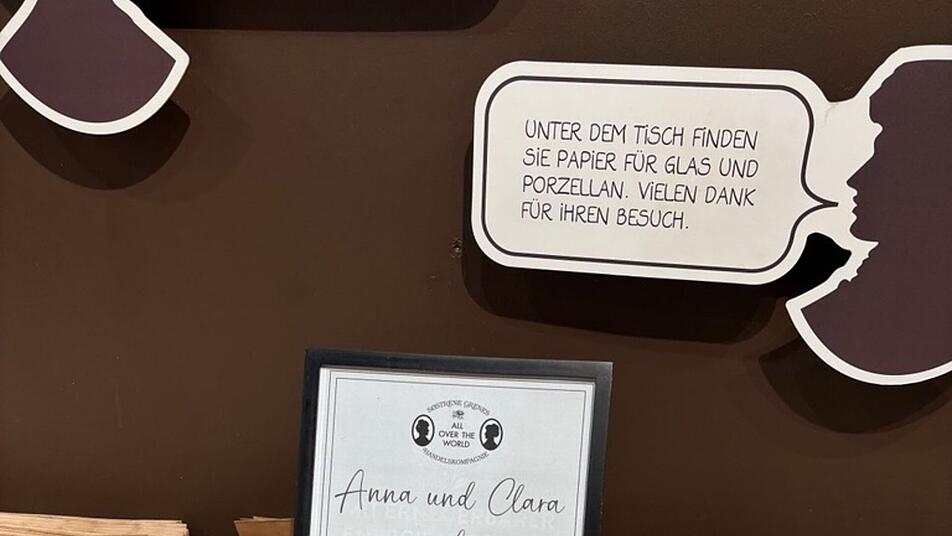 UNTER DEM TISCH FINDEN
SIE PAPIER FÜR GLAS UND
PORZELLAN. VIELEN DANK
FÜR IHREN BESUCH.
SØSTRENE GRENES
ALL
OVER THE
WORLD
HANDELSKOMPAGNIE
Anna und Clara